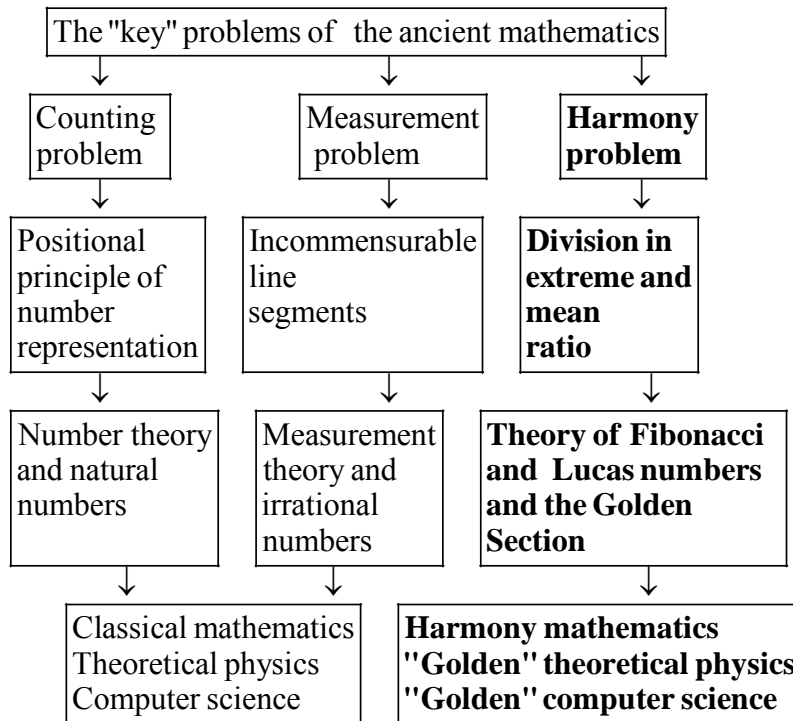 The "key" problems of the ancient mathematics
Counting
problem
Measurement
problem
Harmony
problem
Positional
principle of
number
representation
Incommensurable
line
segments
Division in
extreme and
mean
ratio
Number theory
and natural
numbers
Measurement
theory and
irrational
numbers
Theory of Fibonacci
and Lucas numbers
and the Golden
Section
Classical mathematics
Theoretical physics
Computer science
Harmony mathematics
"Golden" theoretical physics
"Golden" computer science